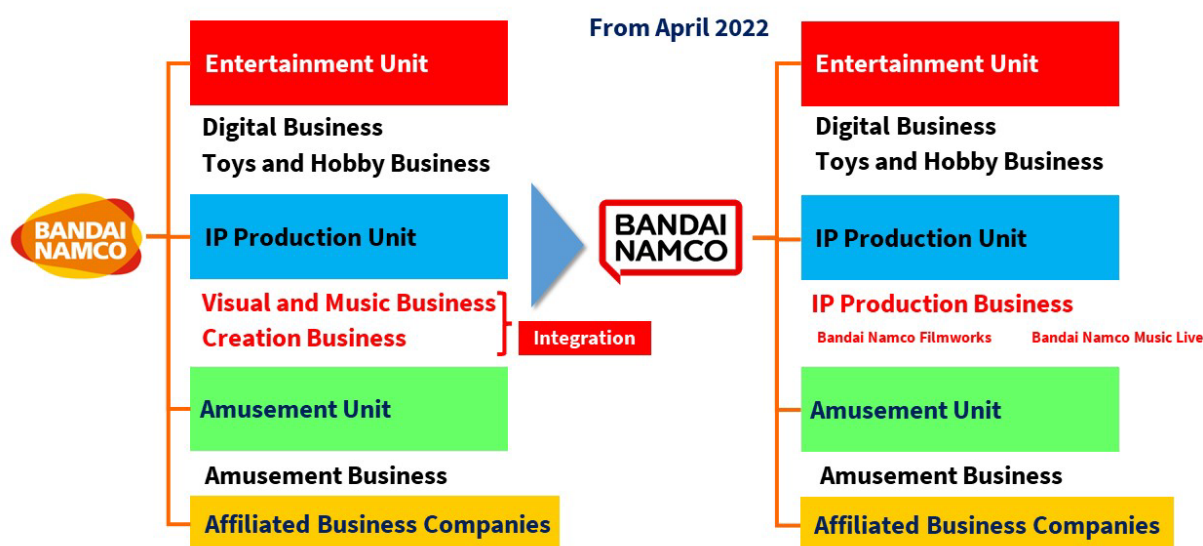 From April 2022
BANDAI
NAMCO
Entertainment Unit
Digital Business
Toys and Hobby Business
IP Production Unit
Visual and Music Business
Creation Business
Integration
Amusement Unit
Amusement Business
Affiliated Business Companies
BANDAI
NAMCO
Entertainment Unit
Digital Business
Toys and Hobby Business
IP Production Unit
IP Production Business
Bandai Namco Filmworks
Bandai Namco Music Live
Amusement Unit
Amusement Business
Affiliated Business Companies